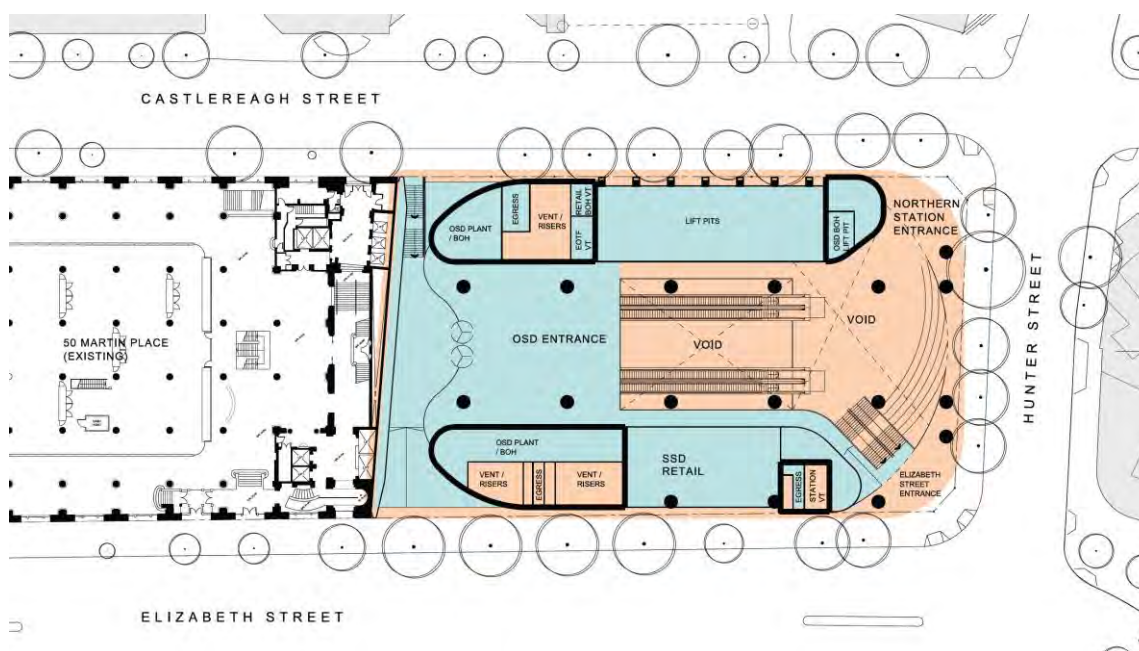 CASTLEREAGH STREET
NORTHERN
STATION
ENTRANCE
OSD PLANT
/ BOH
EGRESS
VENT /
RISERS
RETAIL
BOH VT
EOTF
VT
LIFT PITS
OSD BOH
LIFT PIT
HUNTER STREET
50 MARTIN PLACE
(EXISTING)
OSD ENTRANCE
VOID
VOID
OSD PLANT
/BOH
VENT /
RISERS
EGRESS
VENT /
RISERS
SSD
RETAIL
EGRESS
STATION
VT
ELIZABETH
STREET
ENTRANCE
ELIZABETH STREET